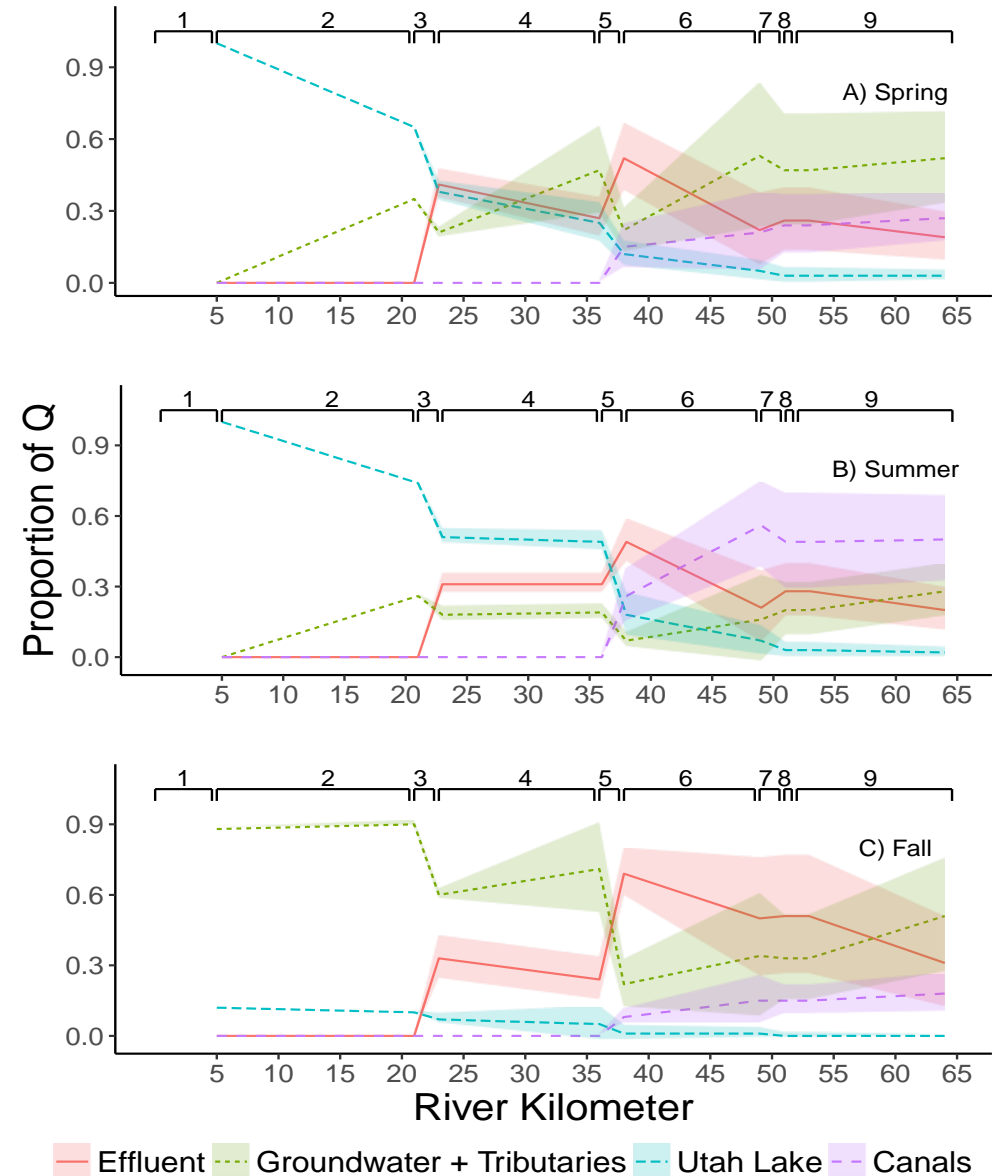 1 2 3 4 5 6 7 8 9
A) Spring
0.9
0.6
0.3
0.0
5 10 15 20 25 30 35 40 45 50 55 60 65
1 2 3 4 5 6 7 8 9
B) Summer
0.9
0.6
0.3
0.0
5 10 15 20 25 30 35 40 45 50 55 60 65
Proportion of Q
1 2 3 4 5 6 7 8 9
C) Fall
0.9
0.6
0.3
0.0
5 10 15 20 25 30 35 40 45 50 55 60 65
River Kilometer
Effluent Groundwater + Tributaries Utah Lake Canals